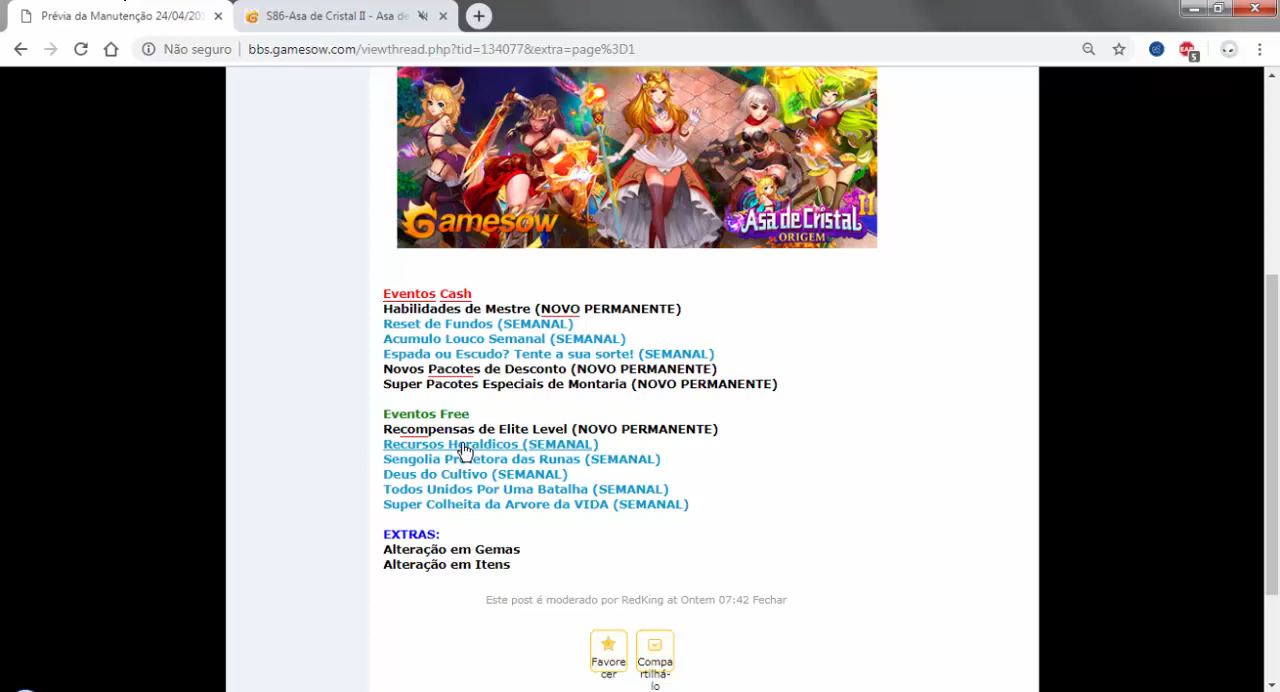 Prévia da Manutenção 24/04/20
S86-Asa de Cristal II - Asa de
Não seguro
bbs.gamesow.com/viewthread.php?tid=134077&extra=page%3D1
5
Gamesow
Asa de Cristal II
ORIGEM
Eventos Cash
Habilidades de Mestre (NOVO PERMANENTE)
Reset de Fundos (SEMANAL)
Acumulo Louco Semanal (SEMANAL)
Espada ou Escudo? Tente a sua sorte! (SEMANAL)
Novos Pacotes de Desconto (NOVO PERMANENTE)
Super Pacotes Especiais de Montaria (NOVO PERMANENTE)
Eventos Free
Recompensas de Elite Level (NOVO PERMANENTE)
Recursos Heraldicos (SEMANAL)
Sengolia Protetora das Runas (SEMANAL)
Deus do Cultivo (SEMANAL)
Todos Unidos Por Uma Batalha (SEMANAL)
Super Colheita da Arvore da VIDA (SEMANAL)
EXTRAS:
Alteração em Gemas
Alteração em Itens
Este post é moderado por RedKing at Ontem 07:42 Fechar
Favore
cer
Compa
rtilhá-
lo